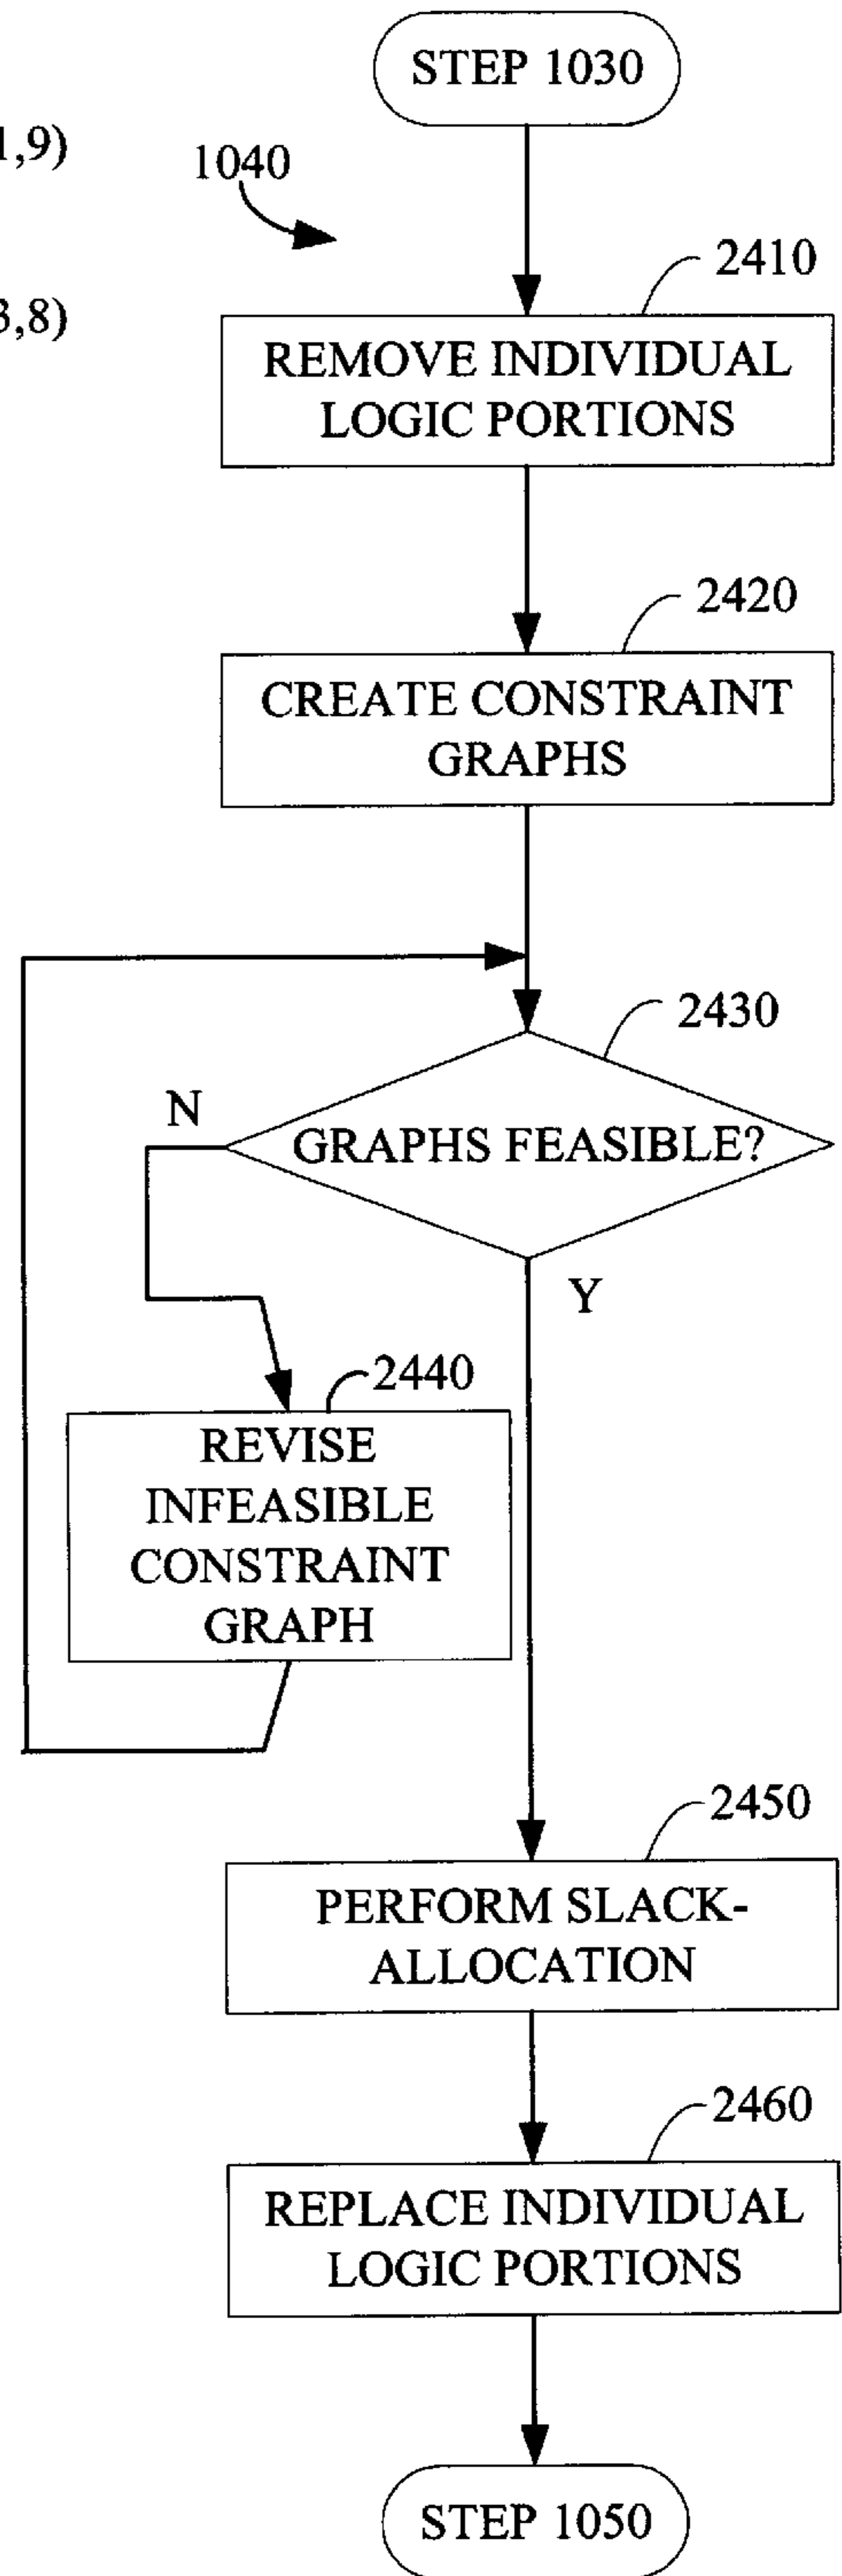 STEP 1030
1,9)
1040
3,8)
2410
REMOVE INDIVIDUAL
LOGIC PORTIONS
2420
CREATE CONSTRAINT
GRAPHS
2430
N
GRAPHS FEASIBLE?
Y
2440
REVISE
INFEASIBLE
CONSTRAINT
GRAPH
2450
PERFORM SLACK-
ALLOCATION
2460
REPLACE INDIVIDUAL
LOGIC PORTIONS
STEP 1050